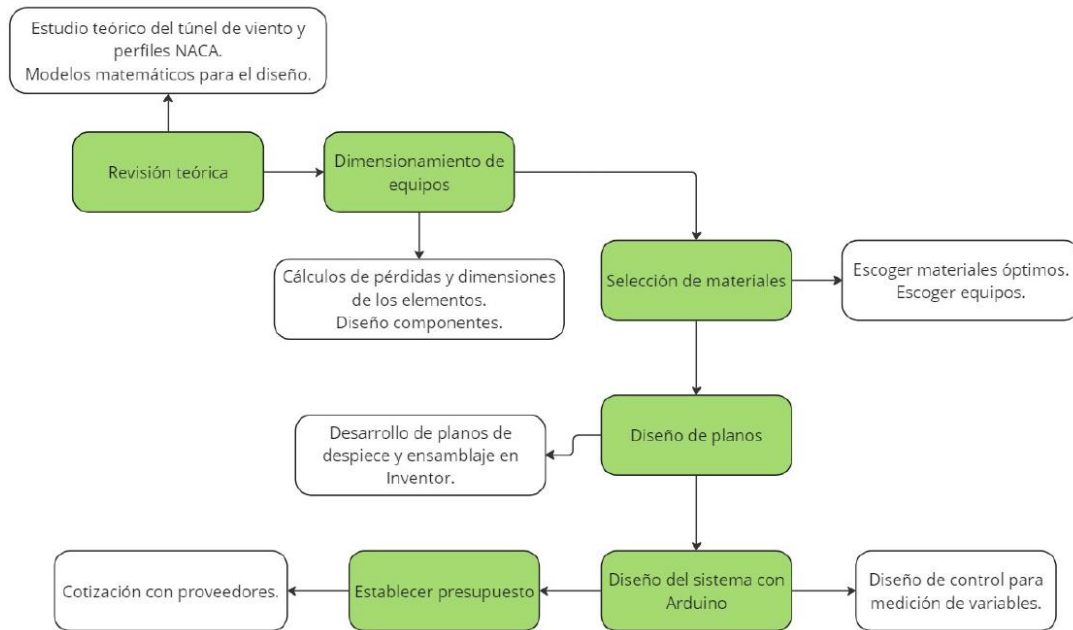 Estudio teórico del túnel de viento y
perfiles NACA.
Modelos matemáticos para el diseño.
Revisión teórica
Dimensionamiento de
equipos
Cálculos de pérdidas y dimensiones
de los elementos.
Diseño componentes.
Selección de materiales
Escoger materiales óptimos.
Escoger equipos.
Diseño de planos
Desarrollo de planos de
despiece y ensamblaje en
Inventor.
Diseño del sistema con
Arduino
Diseño de control para
medición de variables.
Establecer presupuesto
Cotización con proveedores.